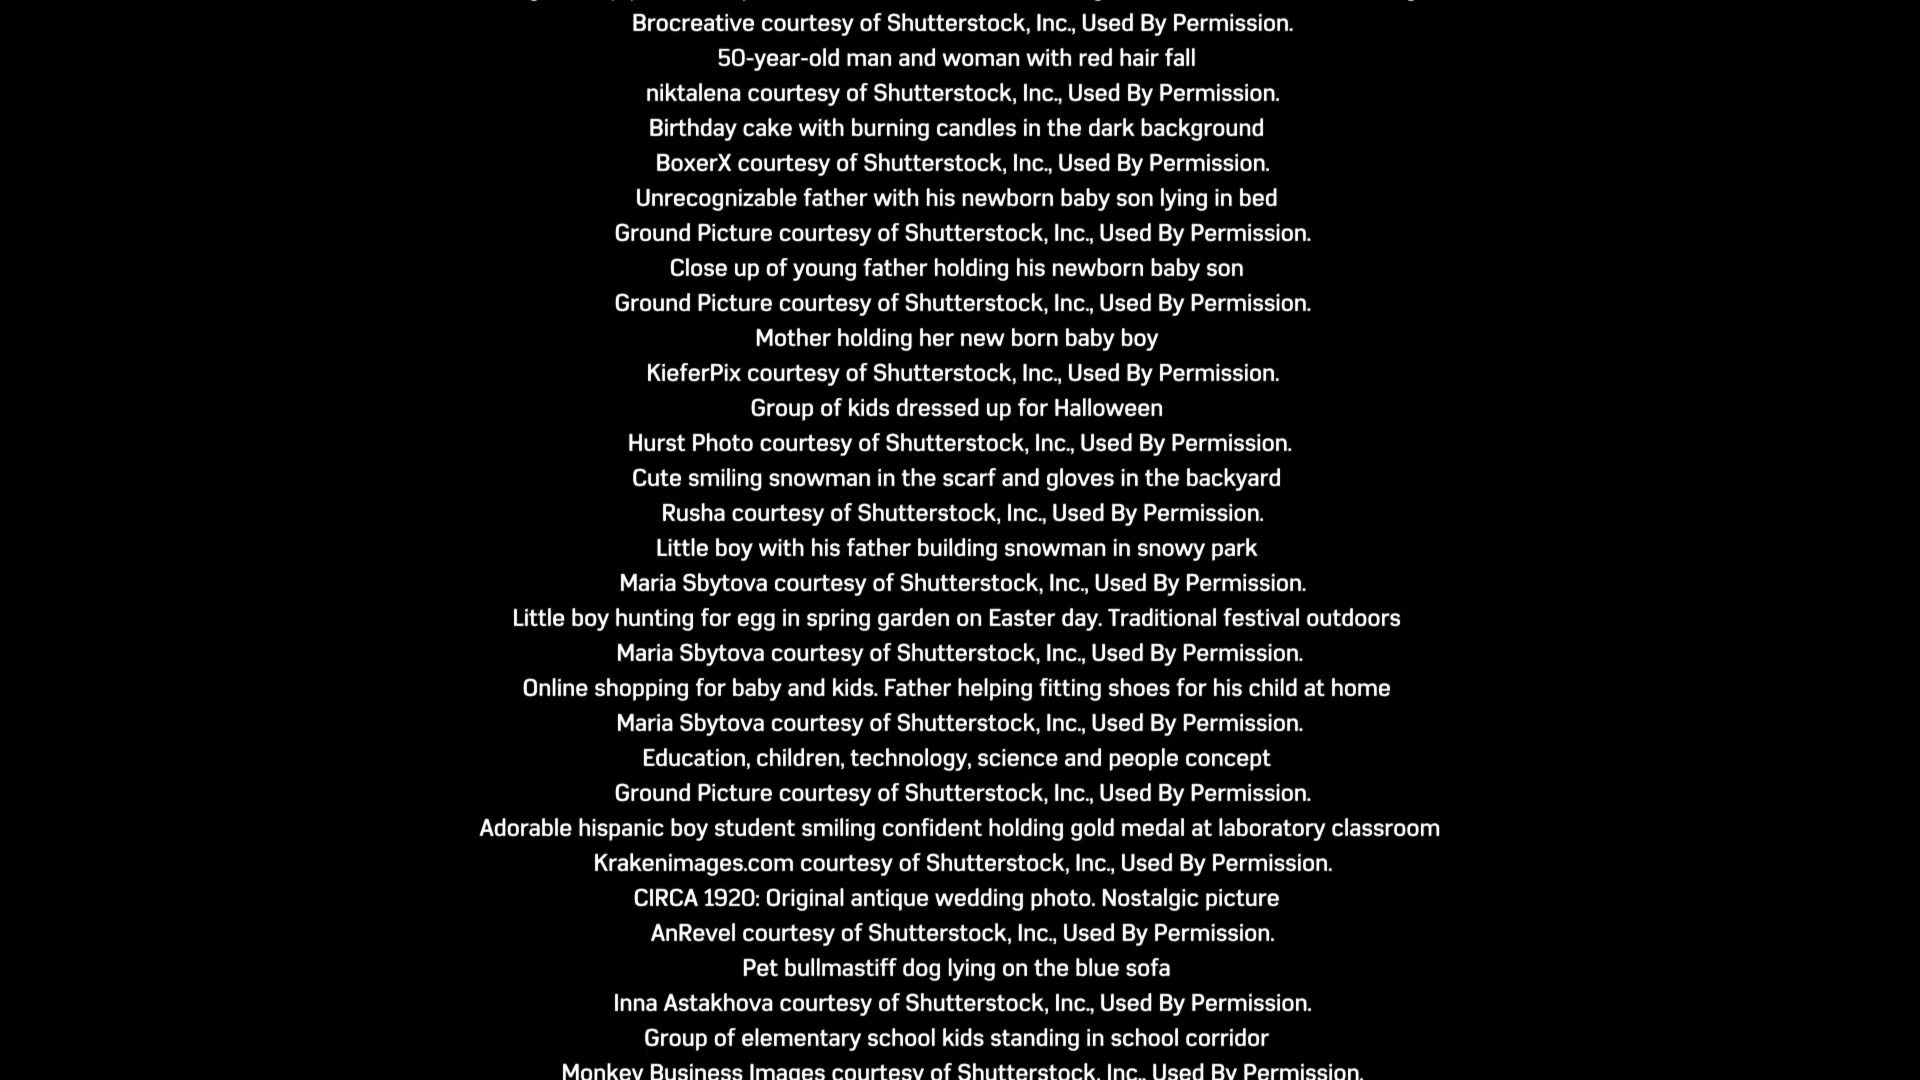 Brocreative courtesy of Shutterstock, Inc., Used By Permission.
50-year-old man and woman with red hair fall
niktalena courtesy of Shutterstock, Inc., Used By Permission.
Birthday cake with burning candles in the dark background
BoxerX courtesy of Shutterstock, Inc., Used By Permission.
Unrecognizable father with his newborn baby son lying in bed
Ground Picture courtesy of Shutterstock, Inc., Used By Permission.
Close up of young father holding his newborn baby son
Ground Picture courtesy of Shutterstock, Inc., Used By Permission.
Mother holding her new born baby boy
KieferPix courtesy of Shutterstock, Inc., Used By Permission.
Group of kids dressed up for Halloween
Hurst Photo courtesy of Shutterstock, Inc., Used By Permission.
Cute smiling snowman in the scarf and gloves in the backyard
Rusha courtesy of Shutterstock, Inc., Used By Permission.
Little boy with his father building snowman in snowy park
Maria Sbytova courtesy of Shutterstock, Inc., Used By Permission.
Little boy hunting for egg in spring garden on Easter day. Traditional festival outdoors
Maria Sbytova courtesy of Shutterstock, Inc., Used By Permission.
Online shopping for baby and kids. Father helping fitting shoes for his child at home
Maria Sbytova courtesy of Shutterstock, Inc., Used By Permission.
Education, children, technology, science and people concept
Ground Picture courtesy of Shutterstock, Inc., Used By Permission.
Adorable hispanic boy student smiling confident holding gold medal at laboratory classroom
Krakenimages.com courtesy of Shutterstock, Inc., Used By Permission.
CIRCA 1920: Original antique wedding photo. Nostalgic picture
AnRevel courtesy of Shutterstock, Inc., Used By Permission.
Pet bullmastiff dog lying on the blue sofa
Inna Astakhova courtesy of Shutterstock, Inc., Used By Permission.
Group of elementary school kids standing in school corridor
Monkey Business Images courtesy of Shutterstock, Inc., Used By Permission.